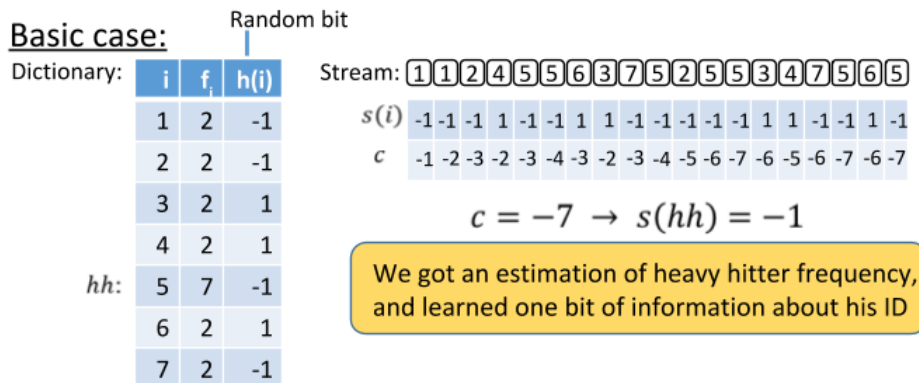 Random bit
Basic case:
Dictionary:
i fi h(i)
1 2 -1
2 2 -1
3 2 1
4 2 1
hh: 5 7 -1
6 2 1
7 2 -1
Stream: 1 1 2 4 5 5 6 3 7 5 2 5 5 3 4 7 5 6 5
s(i) -1 -1 -1 1 -1 -1 1 1 -1 -1 -1 -1 -1 1 1 -1 -1 1 -1
c -1 -2 -3 -2 -3 -4 -3 -2 -3 -4 -5 -6 -7 -6 -5 -6 -7 -6 -7
c = −7 → s(hh) = −1
We got an estimation of heavy hitter frequency,
and learned one bit of information about his ID